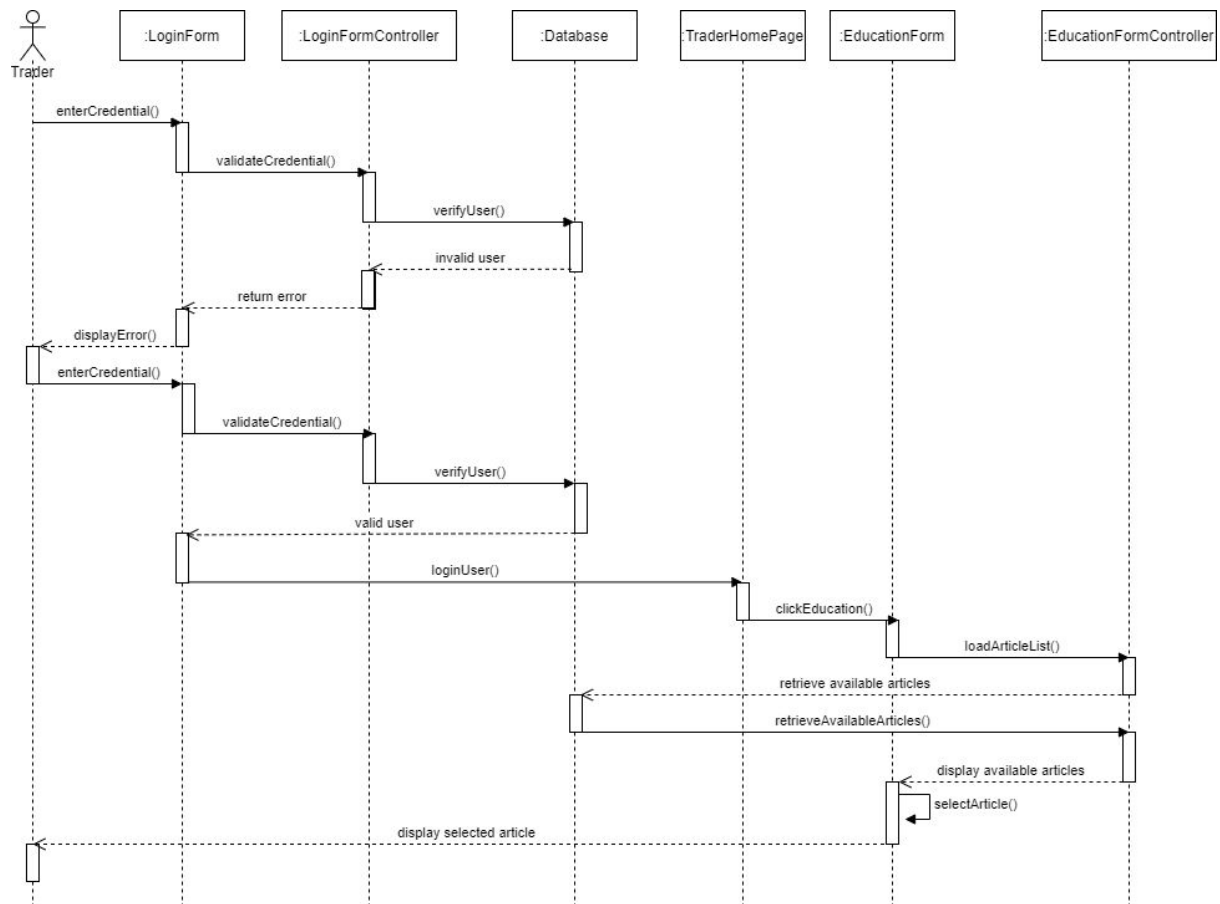 :LoginForm
:LoginFormController
:Database
:TraderHomePage
:EducationForm
:EducationFormController
Trader
enterCredential()
validateCredential()
verifyUser()
invalid user
return error
displayError()
enterCredential()
validateCredential()
verifyUser()
valid user
loginUser()
clickEducation()
loadArticleList()
retrieve available articles
retrieveAvailableArticles()
display available articles
selectArticle()
display selected article